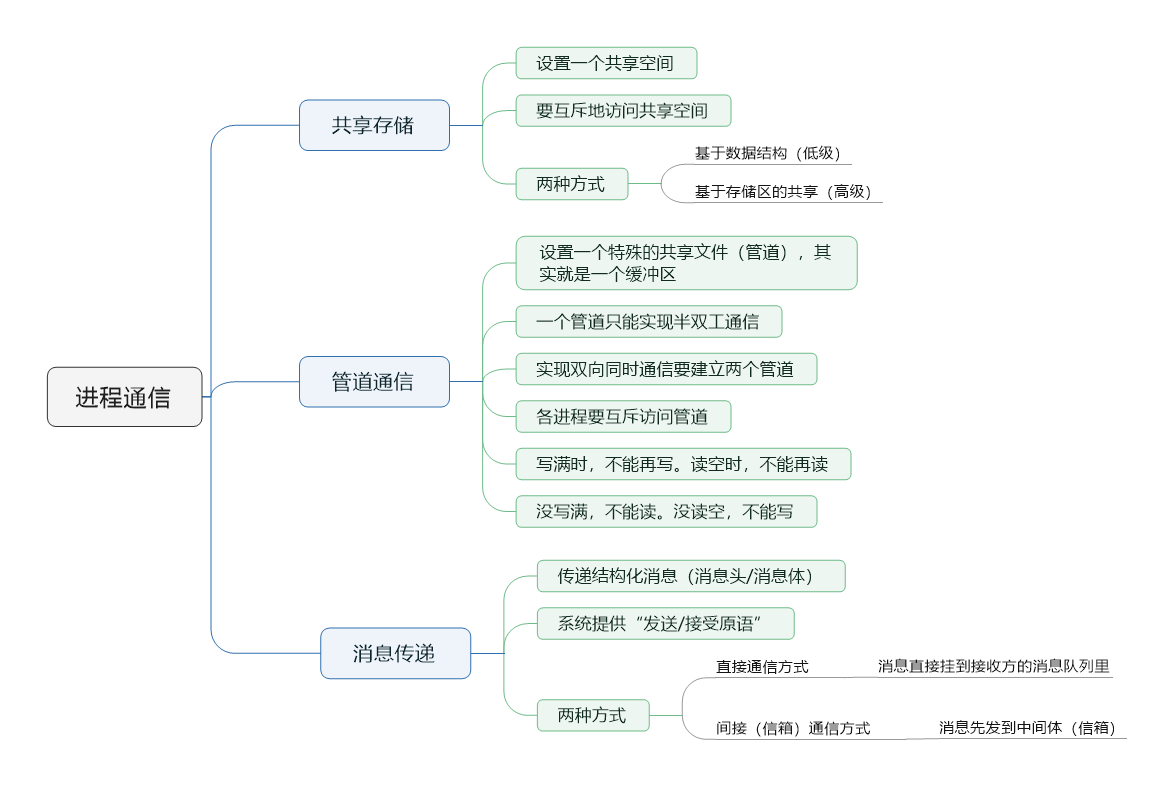 进程通信
共享存储
设置一个共享空间
要互斥地访问共享空间
两种方式
基于数据结构（低级）
基于存储区的共享（高级）
管道通信
设置一个特殊的共享文件（管道），其
实就是一个缓冲区
一个管道只能实现半双工通信
实现双向同时通信要建立两个管道
各进程要互斥访问管道
写满时，不能再写。读空时，不能再读
没写满，不能读。没读空，不能写
消息传递
传递结构化消息（消息头/消息体）
系统提供“发送/接受原语”
两种方式
直接通信方式
消息直接挂到接收方的消息队列里
间接（信箱）通信方式
消息先发到中间体（信箱）